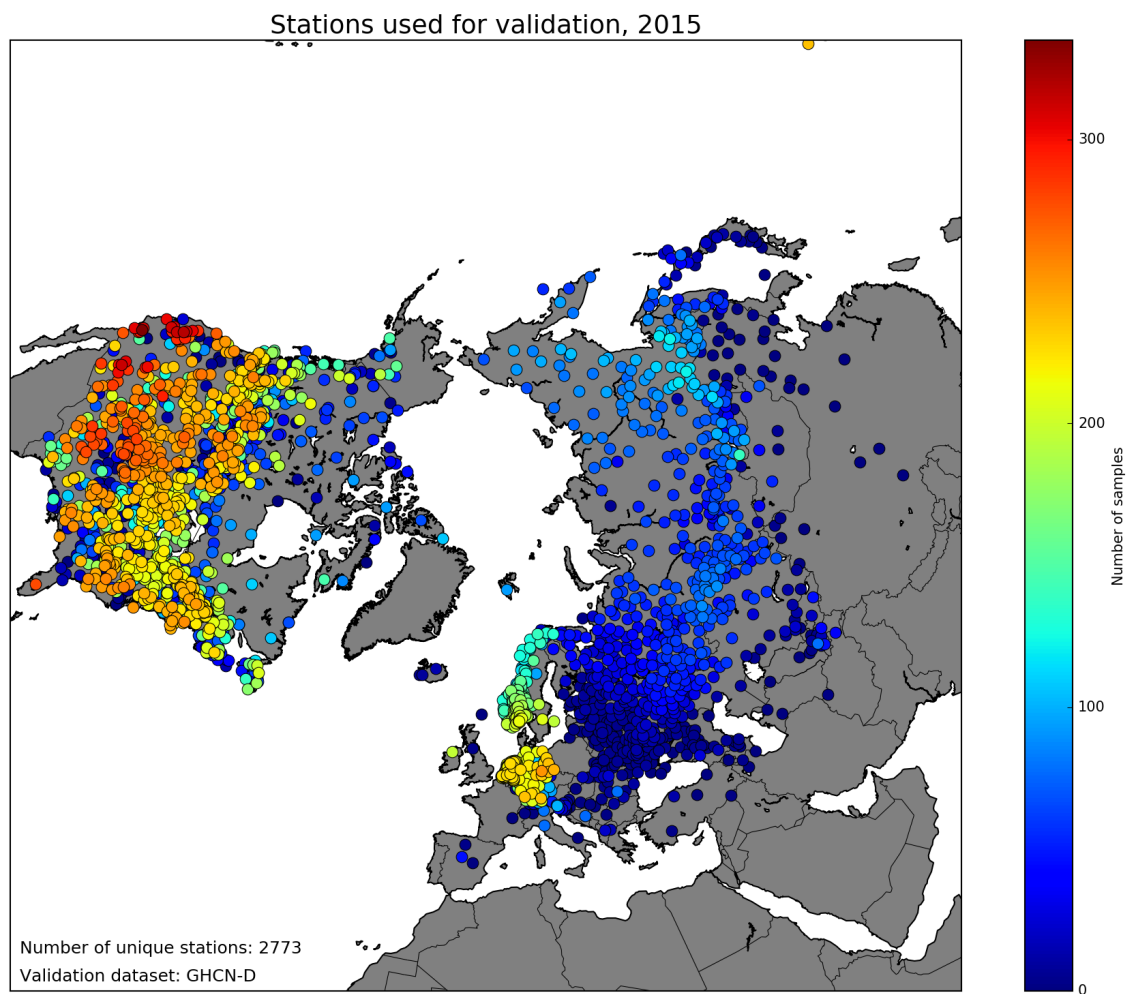 Stations used for validation, 2015
300
200
100
0
Number of samples
Number of unique stations: 2773
Validation dataset: GHCN-D